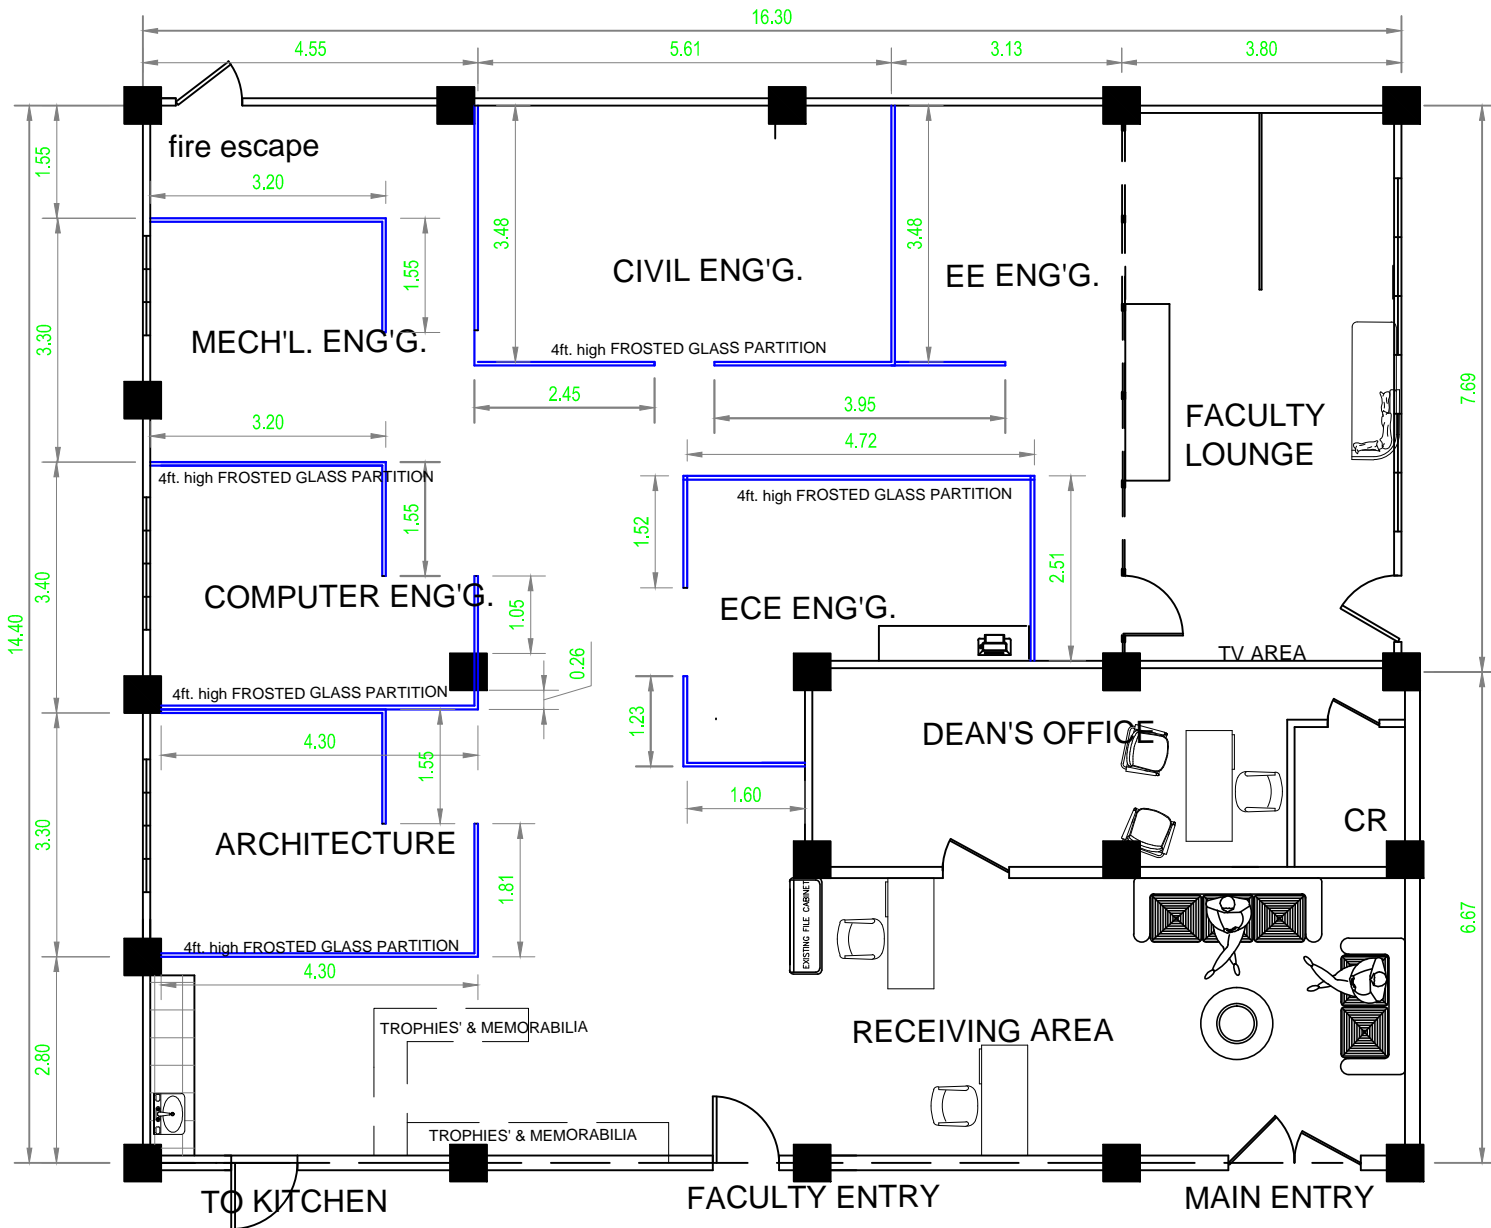 16.30
4.55
5.61
3.13
3.80
fire escape
1.55
3.20
3.48
3.48
1.55
CIVIL ENG'G.
EE ENG'G.
MECH'L. ENG'G.
4ft. high FROSTED GLASS PARTITION
3.30
7.69
2.45
3.95
FACULTY
LOUNGE
3.20
4.72
4ft. high FROSTED GLASS PARTITION
4ft. high FROSTED GLASS PARTITION
1.55
1.52
2.51
3.40
COMPUTER ENG'G.
1.05
ECE ENG'G.
14.40
0.26
TV AREA
4ft. high FROSTED GLASS PARTITION
1.23
DEAN'S OFFICE
4.30
1.55
1.60
CR
3.30
ARCHITECTURE
1.81
6.67
EXISTING FILE CABINET
4ft. high FROSTED GLASS PARTITION
4.30
TROPHIES' & MEMORABILIA
RECEIVING AREA
2.80
TROPHIES' & MEMORABILIA
TO KITCHEN
FACULTY ENTRY
MAIN ENTRY